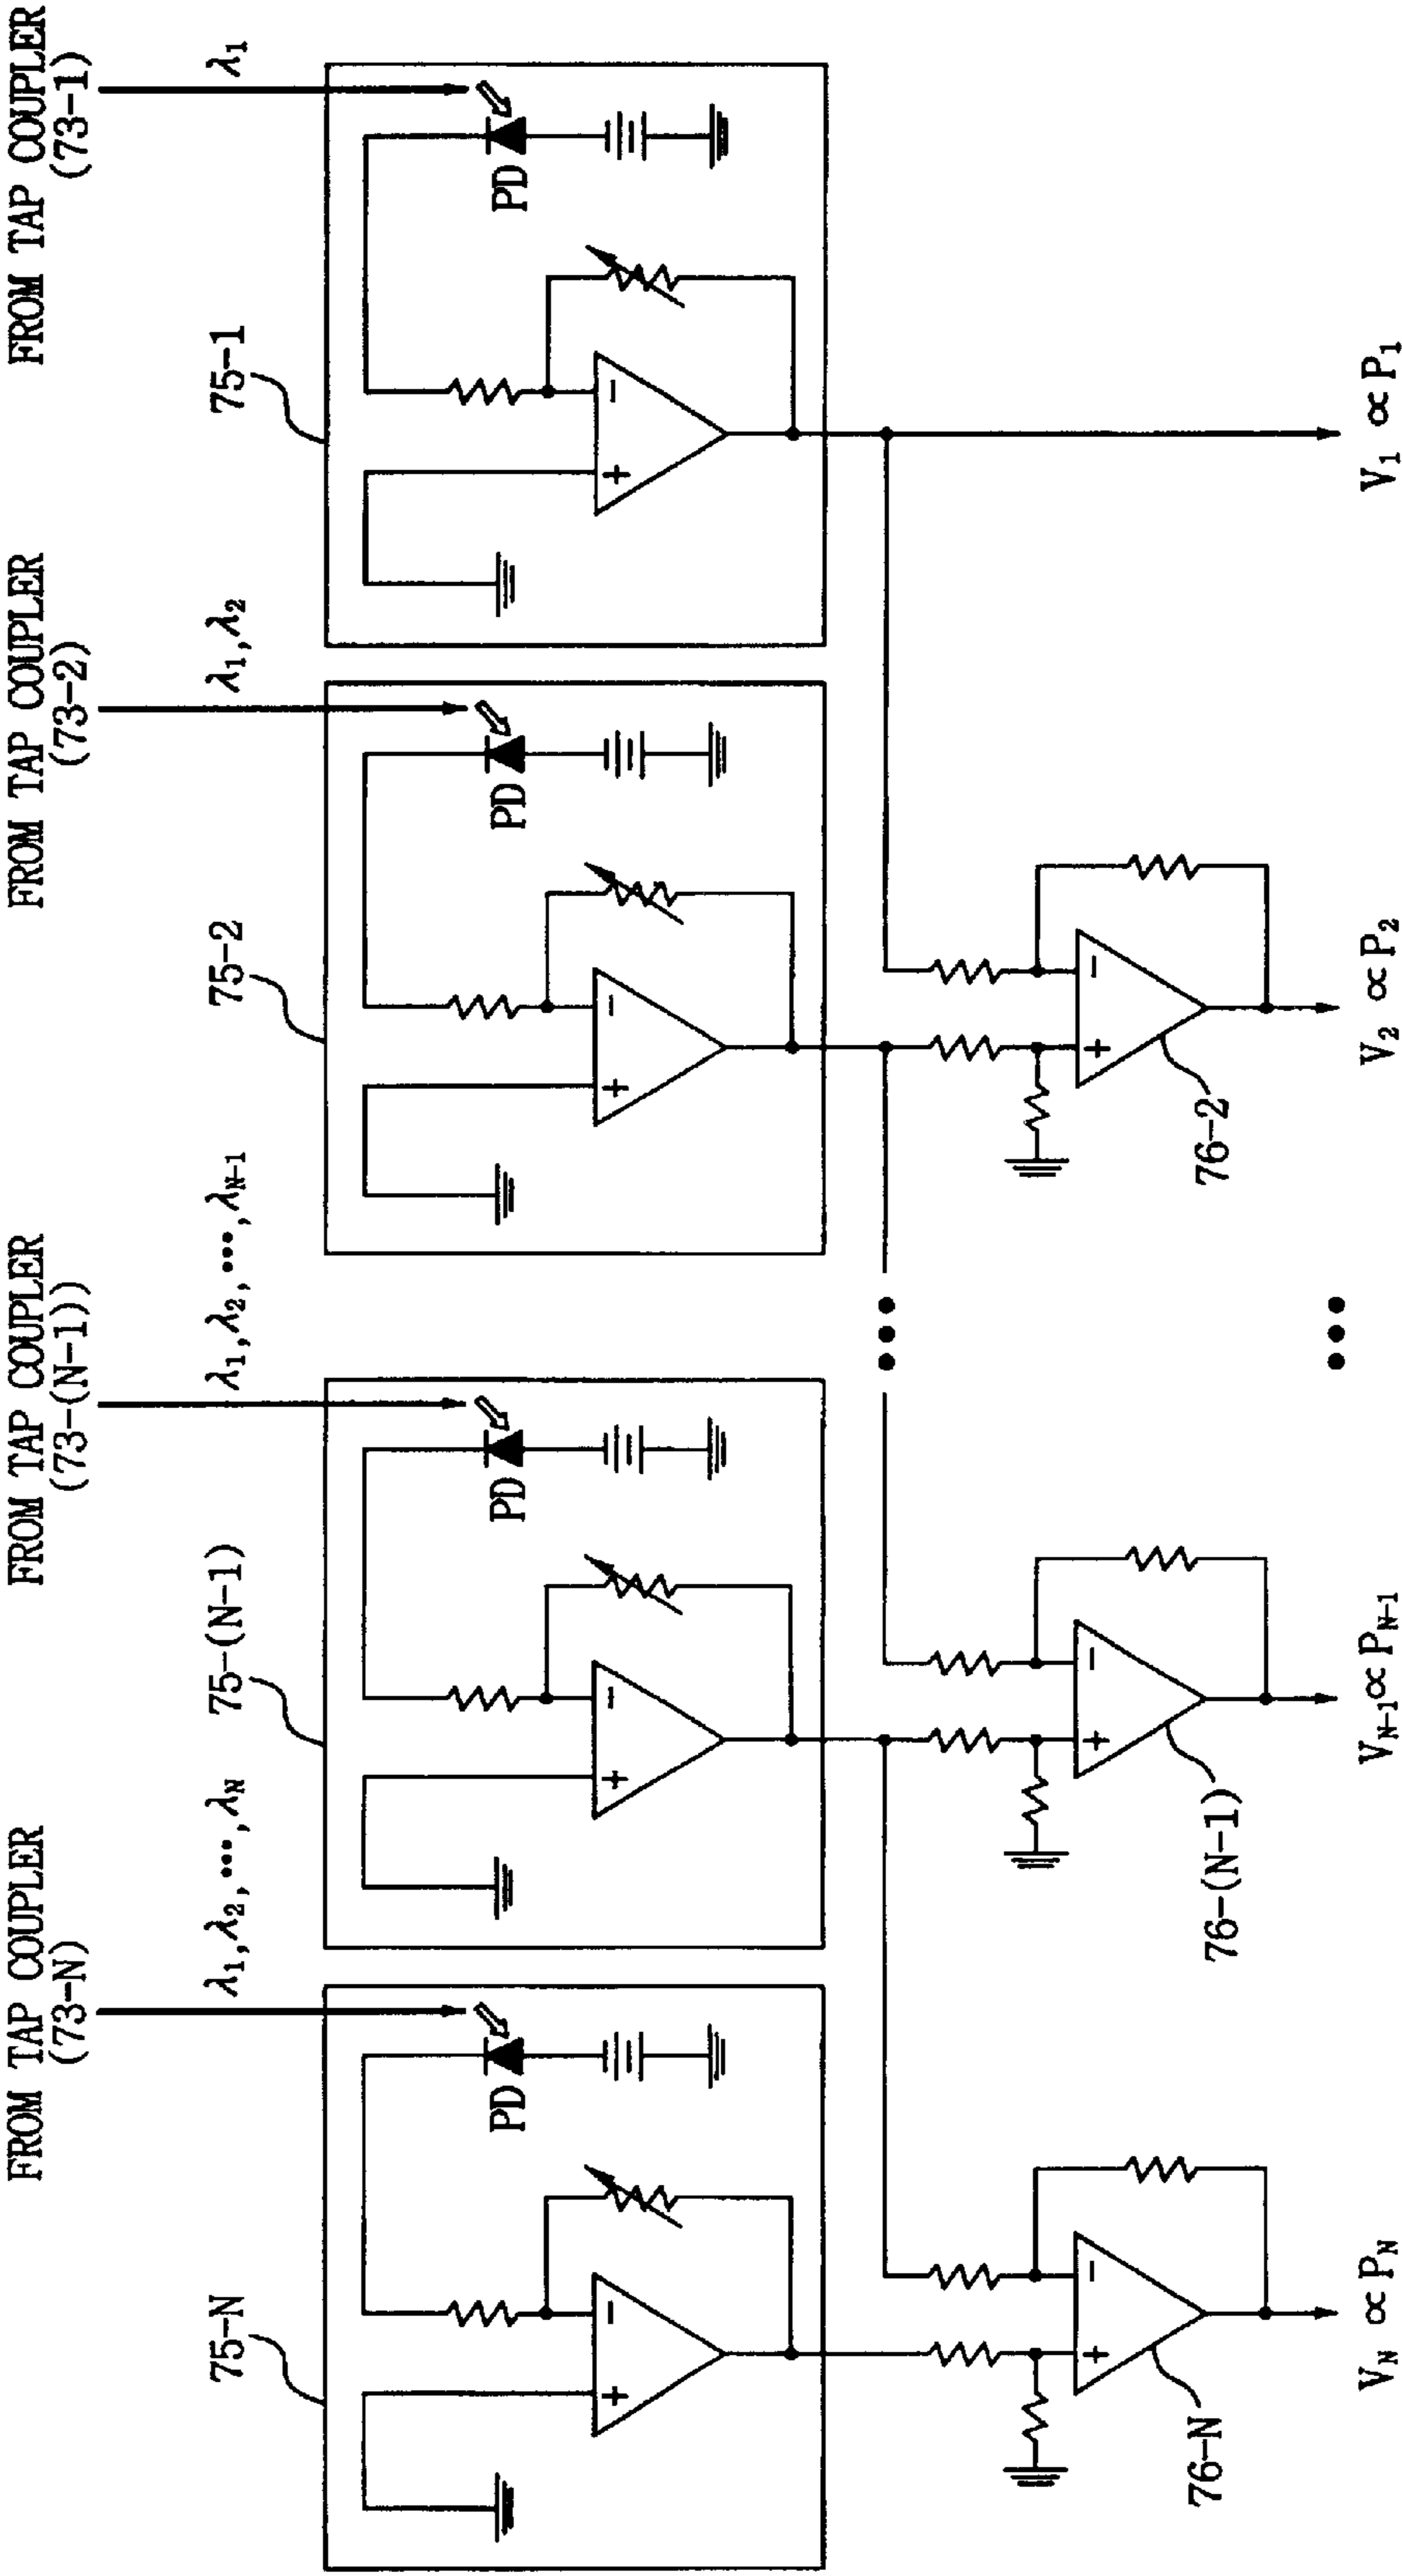 FROM TAP COUPLER
(73-N)
FROM TAP COUPLER
(73-(N-1))
FROM TAP COUPLER
(73-2)
FROM TAP COUPLER
(73-1)
λ₁,λ₂,•••,λN
λ₁,λ₂,•••,λN-1
λ₁,λ₂
λ₁
75-N
75-(N-1)
75-2
75-1
PD
PD
PD
PD
+ −
+ −
+ −
+ −
•••
+ −
+ −
+ −
76-N
76-(N-1)
76-2
•••
VN ∝ PN
VN-1 ∝ PN-1
V₂ ∝ P₂
V₁ ∝ P₁